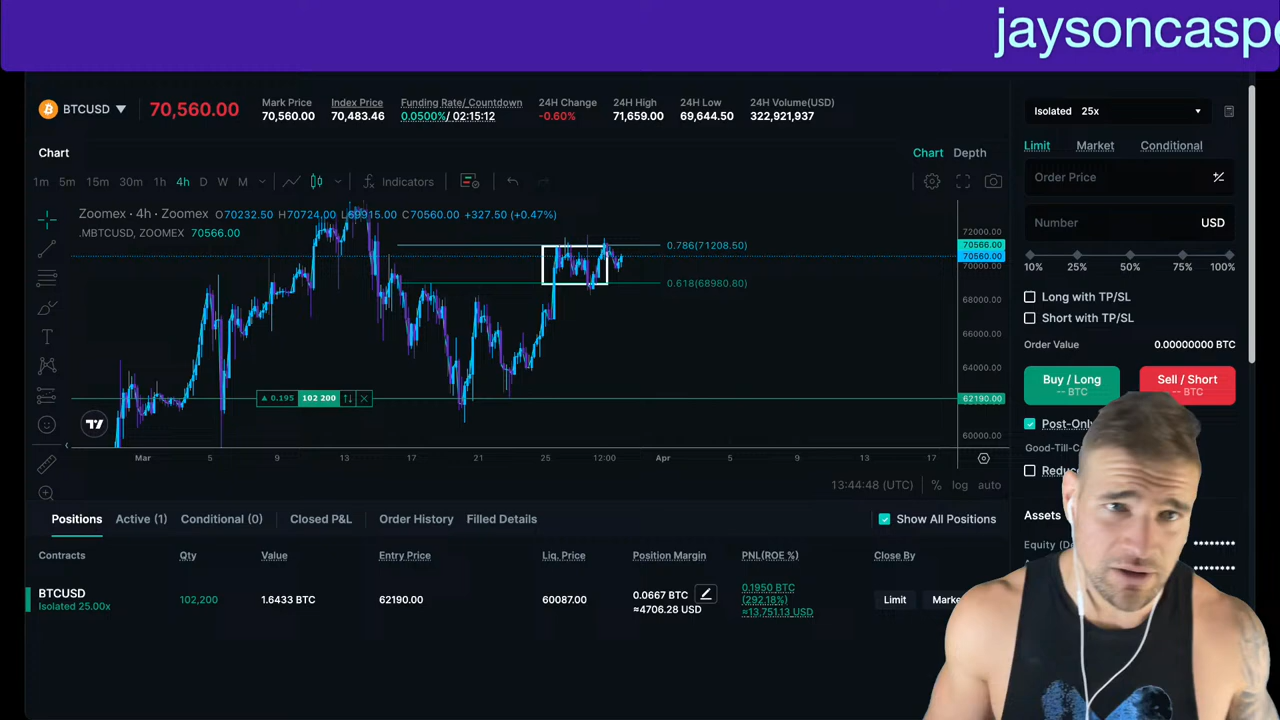 jaysoncaspe
BTCUSD 70,560.00
Mark Price Index Price Funding Rate/ Countdown 24H Change 24H High 24H Low 24H Volume(USD)
70,560.00 70,483.46 0.0500%/ 02:15:12 -0.60% 71,659.00 69,644.50 322,921,937
Isolated 25x
Chart
Chart Depth
Limit Market Conditional
1m 5m 15m 30m 1h 4h D W M Indicators
Order Price
Zoomex · 4h · Zoomex O70232.50 H70724.00 L69915.00 C70560.00 +327.50 (+0.47%)
.MBTCUSD, ZOOMEX 70566.00
Number USD
72000.00
0.786(71208.50) 70566.00
70560.00
70000.00
10% 25% 50% 75% 100%
0.618(68980.80)
68000.00
Long with TP/SL
Short with TP/SL
66000.00
Order Value 0.00000000 BTC
64000.00
Buy / Long Sell / Short
-- BTC -- BTC
0.195 102 200 62190.00
Post-Only
60000.00
Good-Till-Ca
Mar 5 9 13 17 21 25 12:00 Apr 5 9 13 17
Reduc
13:44:48 (UTC) % log auto
Assets
Positions Active (1) Conditional (0) Closed P&L Order History Filled Details Show All Positions
Equity (De ********
********
Contracts Qty Value Entry Price Liq. Price Position Margin PNL(ROE %) Close By
BTCUSD
Isolated 25.00x
102,200 1.6433 BTC 62190.00 60087.00
0.0667 BTC
≈4706.28 USD
0.1950 BTC
(292.18%)
≈13,751.13 USD
Limit Marke